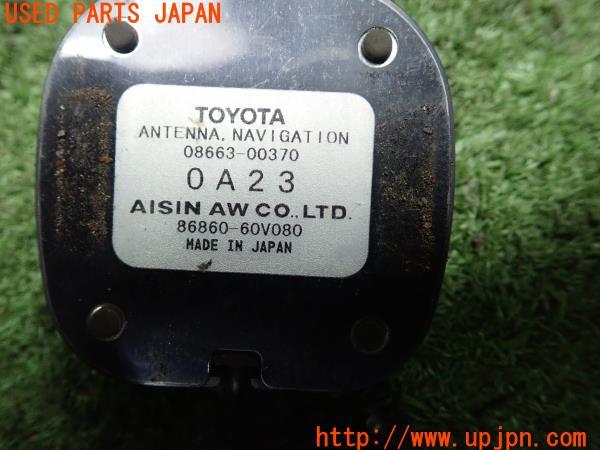 USED PARTS JAPAN
TOYOTA
ANTENNA, NAVIGATION
08663-00370
0A23
AISIN AW CO., LTD.
86860-60V080
MADE IN JAPAN
http://www.upjpn.com/